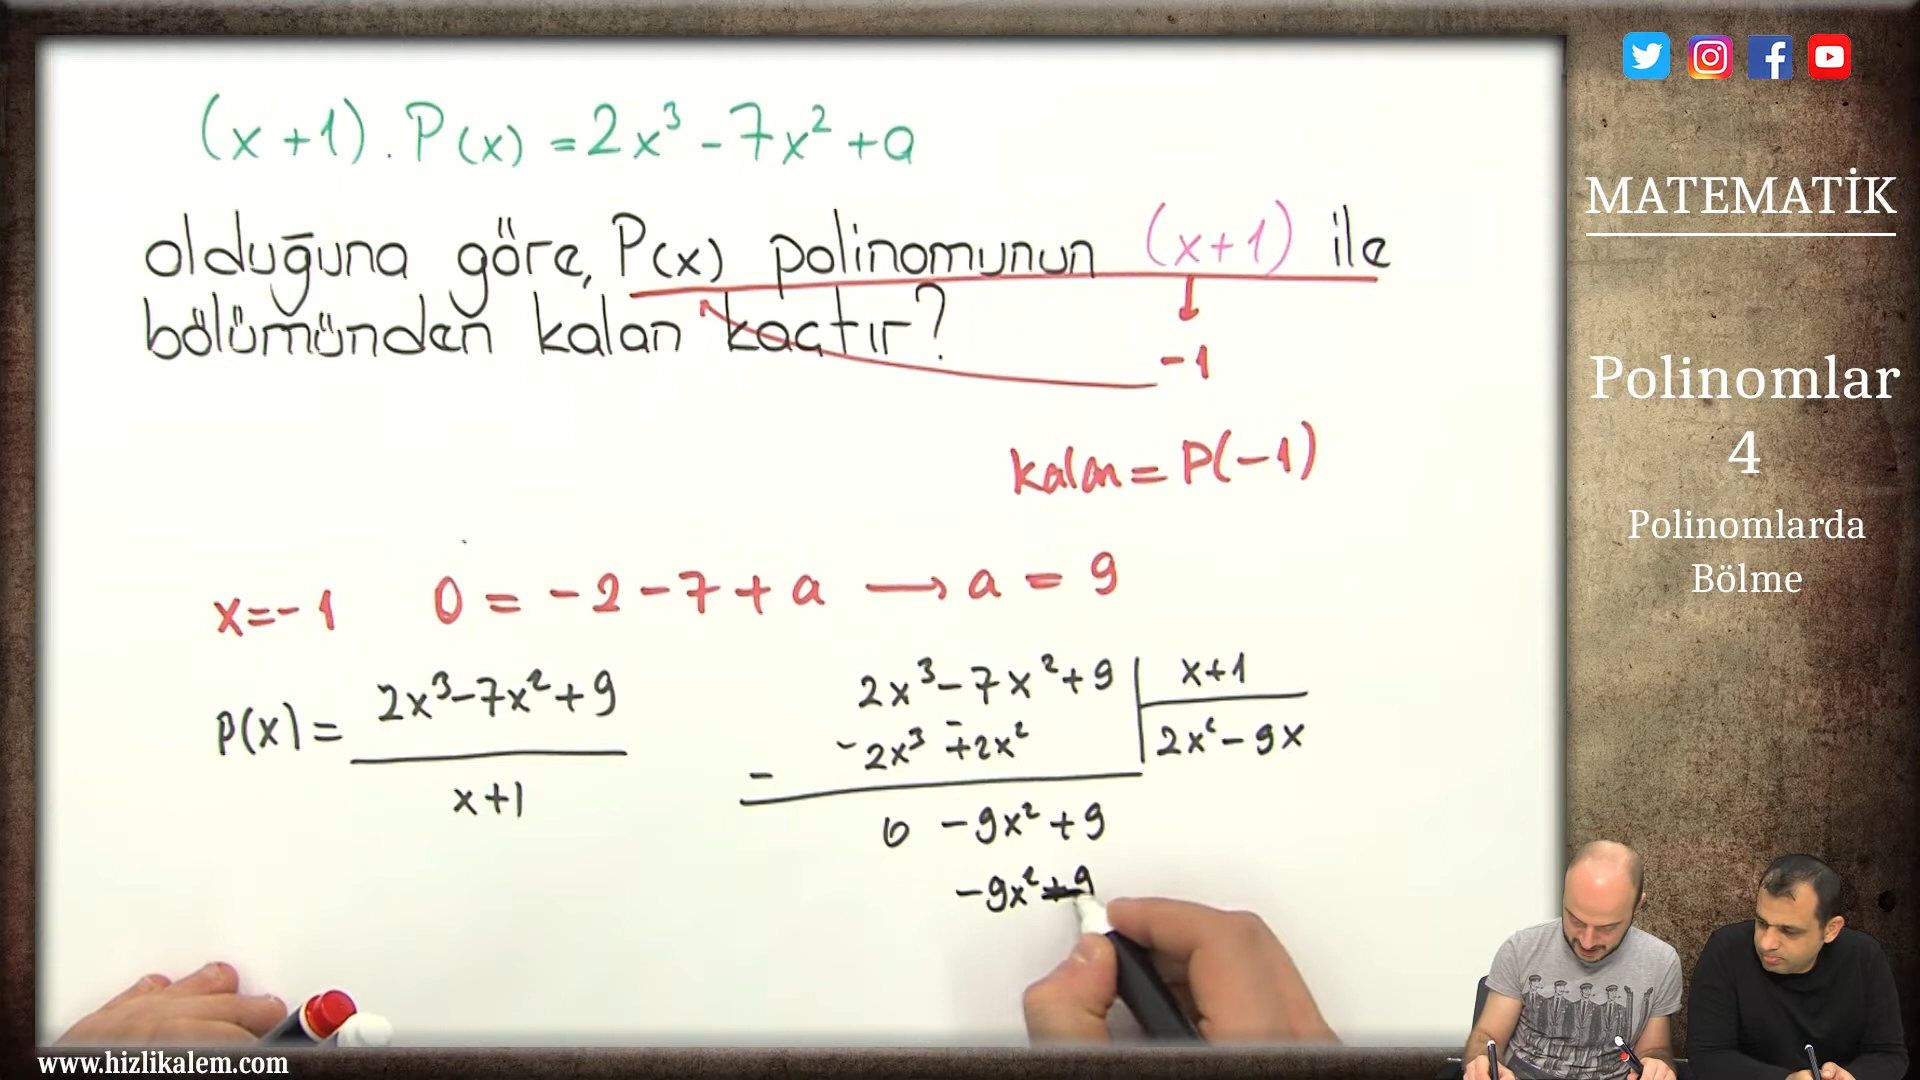 (x+1).P(x)=2x³-7x²+a
olduğuna göre, P(x) polinomunun (x+1) ile
bölümünden kalan kaçtır?
-1
kalan=P(-1)
x=-1 0=-2-7+a → a=9
P(x)= 2x³-7x²+9
x+1
2x³-7x²+9 x+1
-2x³ +2x² 2x²-9x
-
0 -9x²+9
-9x²
MATEMATİK
Polinomlar
4
Polinomlarda
Bölme
www.hizlikalem.com